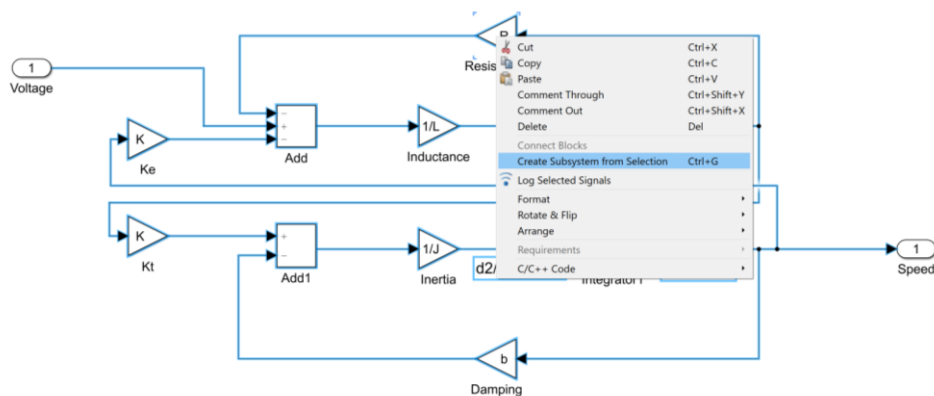 R
Resis
1
Voltage
−
+
−
Add
1/L
Inductance
K
Ke
K
Kt
+
−
Add1
1/J
Inertia
d2/
Integrator1
1
Speed
b
Damping
Cut Ctrl+X
Copy Ctrl+C
Paste Ctrl+V
Comment Through Ctrl+Shift+Y
Comment Out Ctrl+Shift+X
Delete Del
Connect Blocks
Create Subsystem from Selection Ctrl+G
Log Selected Signals
Format
Rotate & Flip
Arrange
Requirements
C/C++ Code